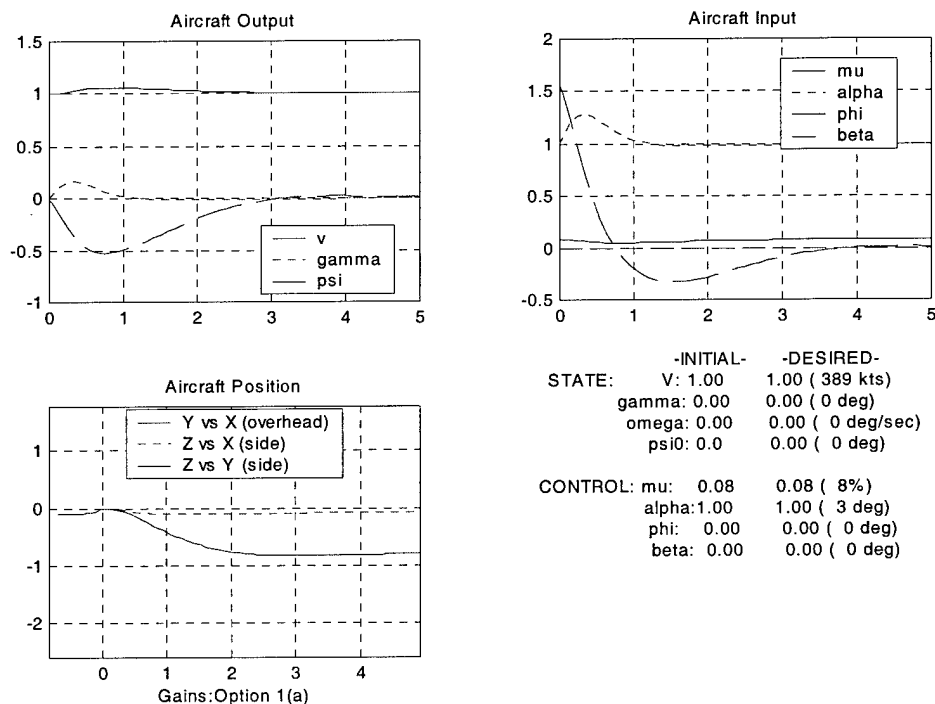 Aircraft Output
1.5
1
0.5
0
-0.5
-1
0 1 2 3 4 5
v
gamma
psi
Aircraft Input
2
1.5
1
0.5
0
-0.5
0 1 2 3 4 5
mu
alpha
phi
beta
Aircraft Position
1
0
-1
-2
0 1 2 3 4
Y vs X (overhead)
Z vs X (side)
Z vs Y (side)
Gains:Option 1(a)
-INITIAL- -DESIRED-
STATE: V: 1.00 1.00 ( 389 kts)
gamma: 0.00 0.00 ( 0 deg)
omega: 0.00 0.00 ( 0 deg/sec)
psi0: 0.0 0.00 ( 0 deg)
CONTROL: mu: 0.08 0.08 ( 8%)
alpha:1.00 1.00 ( 3 deg)
phi: 0.00 0.00 ( 0 deg)
beta: 0.00 0.00 ( 0 deg)